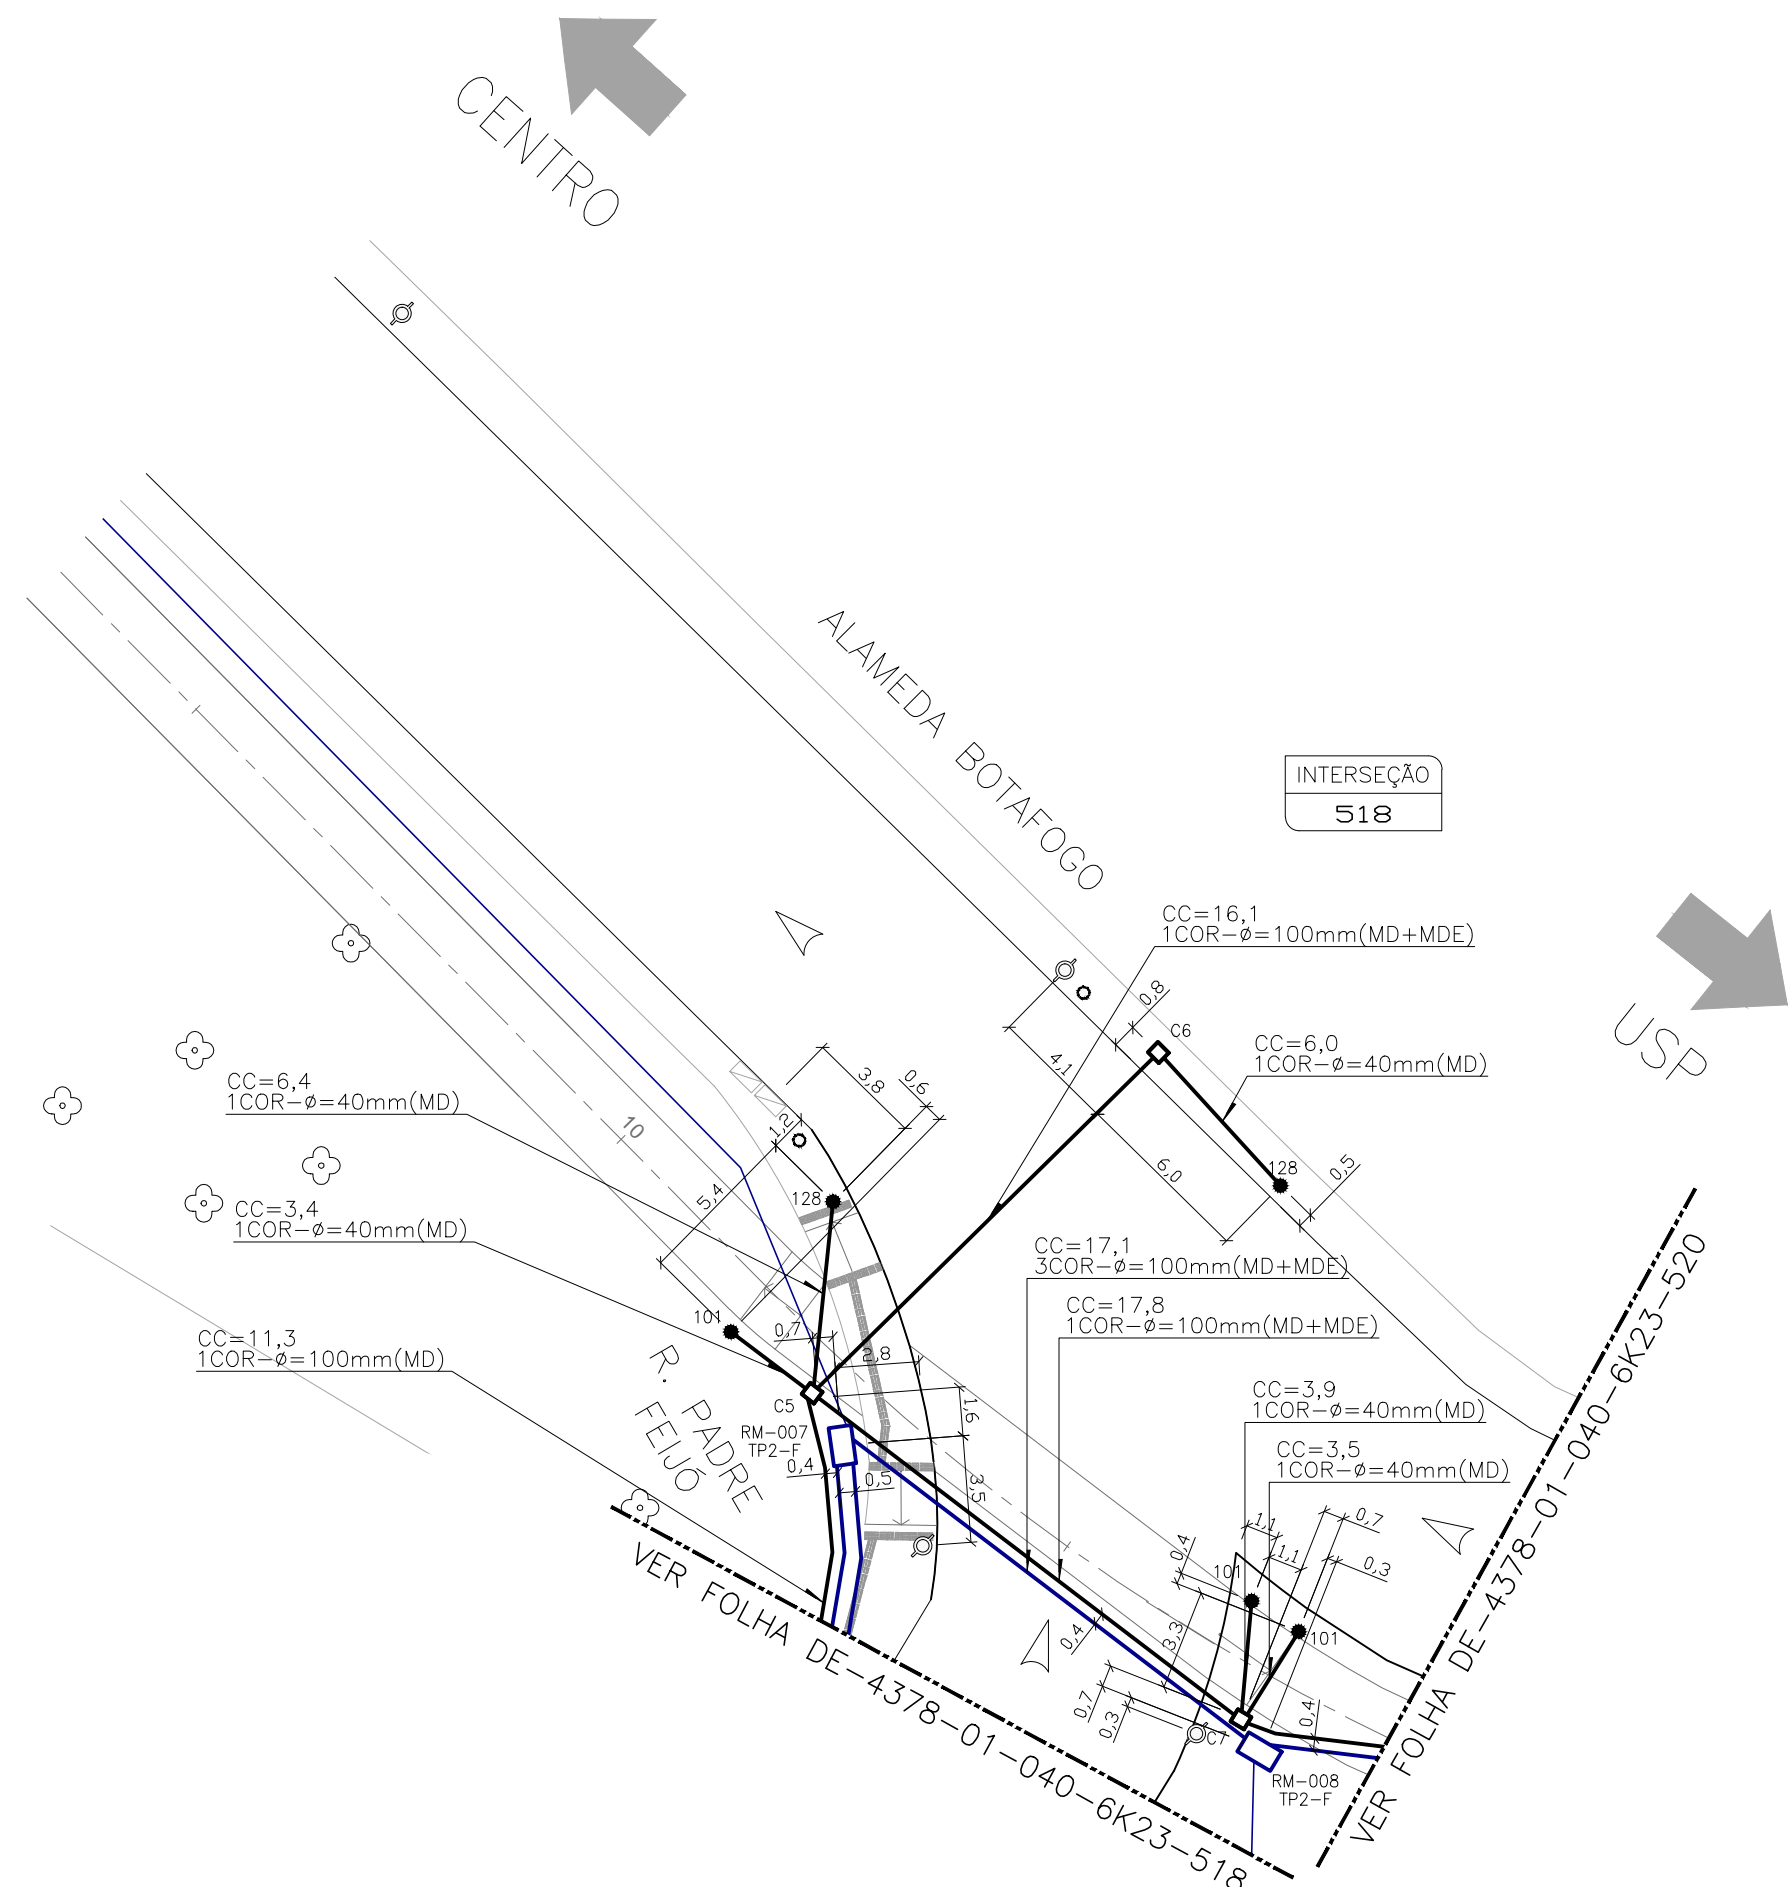 CENTRO
ALAMEDA BOTAFOGO
INTERSEÇÃO
518
CC=16,1
1COR-ø=100mm(MD+MDE)
0,8
C6
USP
CC=6,0
1COR-ø=40mm(MD)
4,1
3,8
0,6
CC=6,4
1COR-ø=40mm(MD)
10
1,2
128
0,5
6,0
128
5,4
CC=3,4
1COR-ø=40mm(MD)
CC=17,1
3COR-ø=100mm(MD+MDE)
CC=17,8
1COR-ø=100mm(MD+MDE)
101
0,7
CC=11,3
1COR-ø=100mm(MD)
2,8
R. PADRE
FEIJÓ
C5
1,6
CC=3,9
1COR-ø=40mm(MD)
RM-007
TP2-F
0,4
0,5
3,5
CC=3,5
1COR-ø=40mm(MD)
0,7
1,1
1,1
0,4
0,3
101
101
0,4
3,3
0,7
0,3
C7
0,4
RM-008
TP2-F
VER FOLHA DE-4378-01-040-6K23-518
VER FOLHA DE-4378-01-040-6K23-520